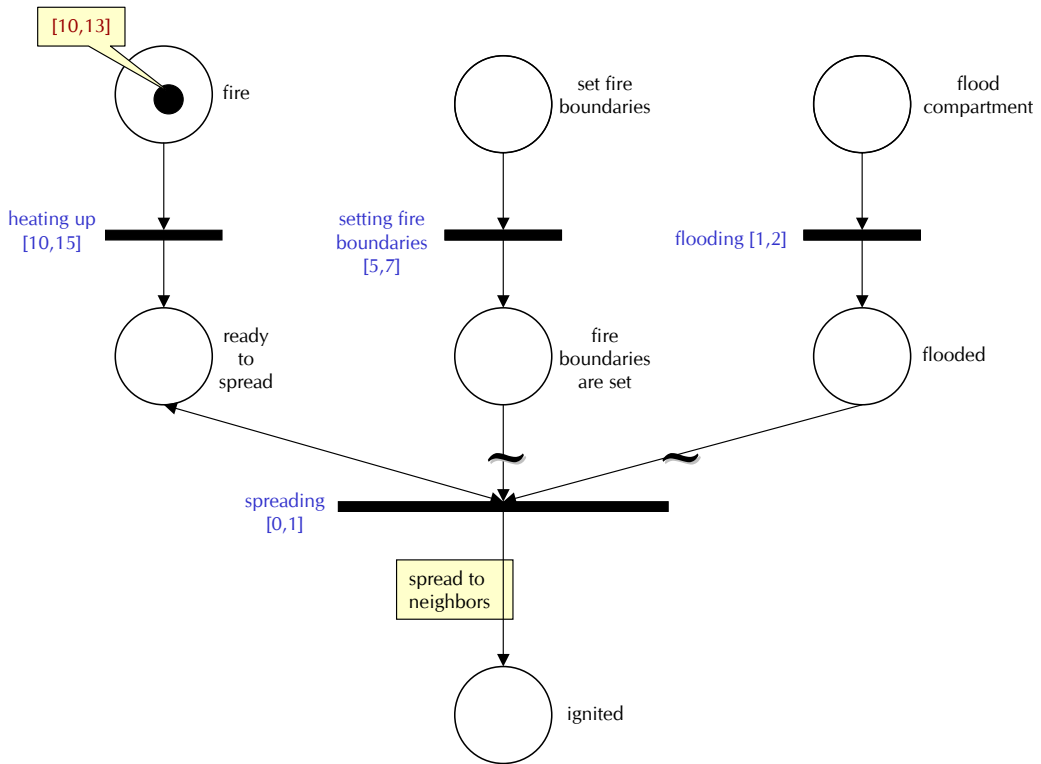 [10,13]
fire
set fire
boundaries
flood
compartment
heating up
[10,15]
setting fire
boundaries
[5,7]
flooding [1,2]
ready
to
spread
fire
boundaries
are set
flooded
~
~
spreading
[0,1]
spread to
neighbors
ignited